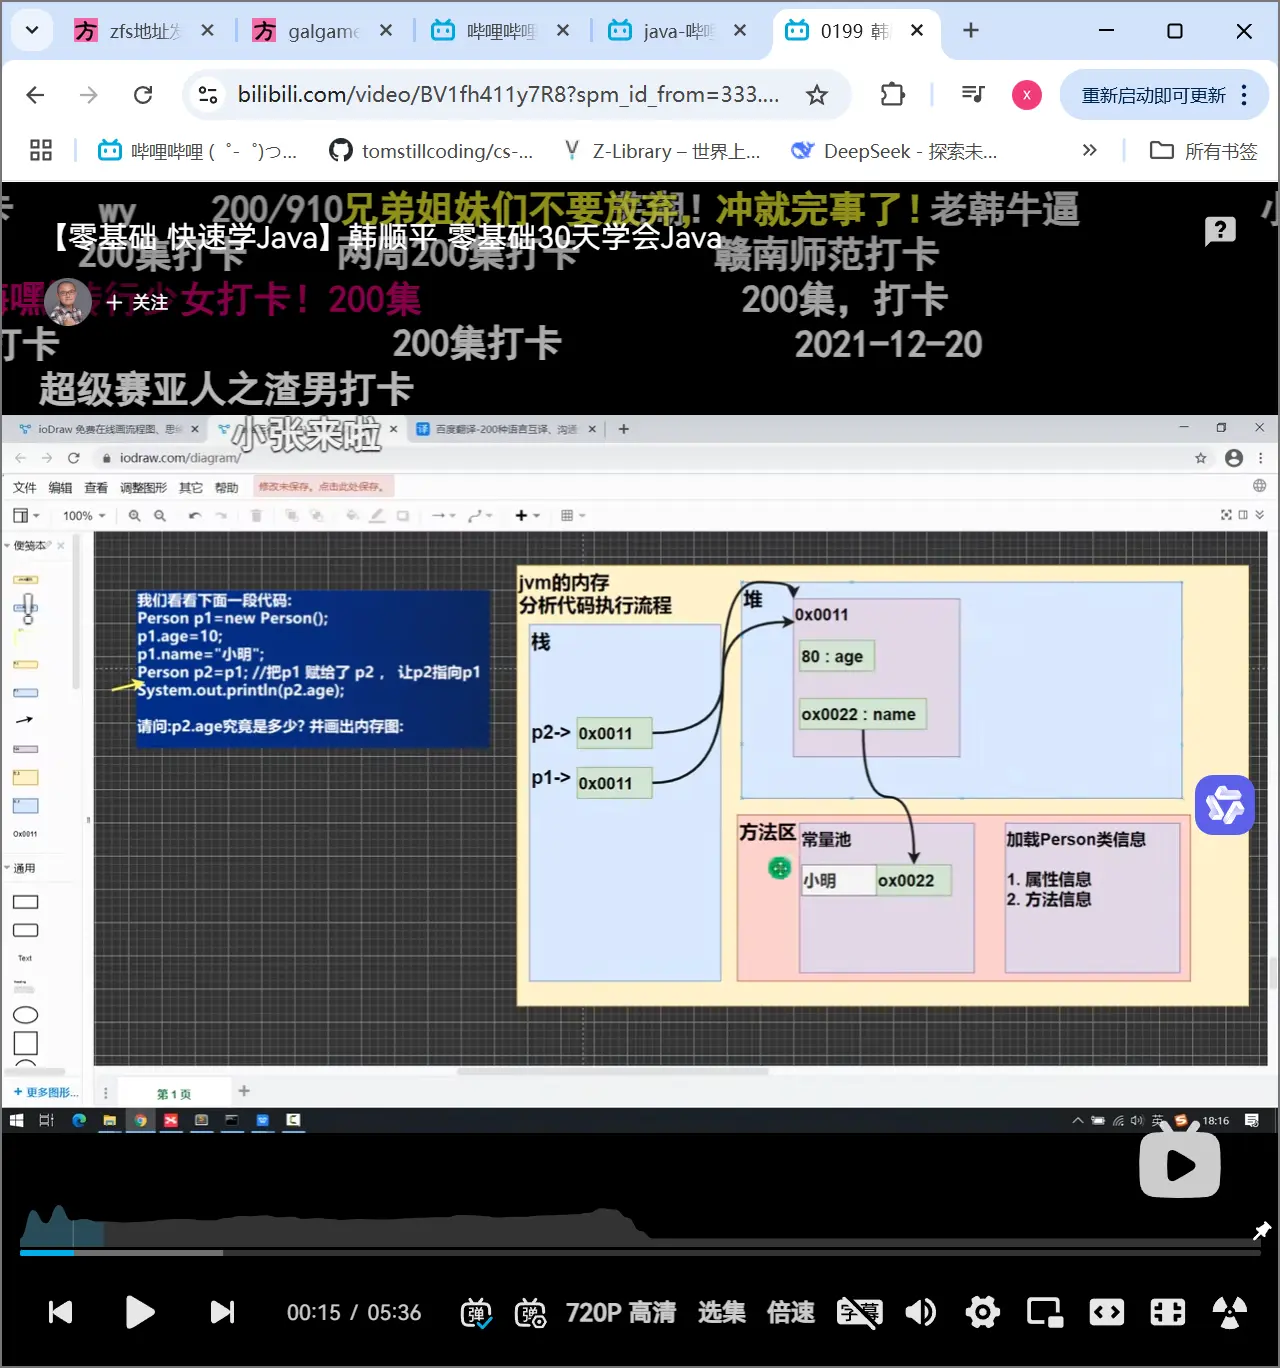 zfs地址发
galgame
哔哩哔哩
java-哔哩
0199 韩
bilibili.com/video/BV1fh411y7R8?spm_id_from=333....
X
重新启动即可更新
哔哩哔哩 (゜-゜)つ...
tomstillcoding/cs-...
Z-Library – 世界上...
DeepSeek - 探索未...
所有书签
wy
200/910
兄弟姐妹们不要放弃，冲就完事了！
老韩牛逼
【零基础 快速学Java】韩顺平 零基础30天学会Java
200集打卡
两周200集打卡
赣南师范打卡
+ 关注
少女打卡！200集
200集，打卡
打卡
200集打卡
2021-12-20
超级赛亚人之渣男打卡
小张来啦
ioDraw 免费在线画流程图、思维
百度翻译-200种语言互译、沟通
iodraw.com/diagram/
文件 编辑 查看 调整图形 其它 帮助 修改未保存。点击此处保存。
100%
便笺本
0x0011
通用
Text
+ 更多图形...
第 1 页
我们看看下面一段代码:
Person p1=new Person();
p1.age=10;
p1.name="小明";
Person p2=p1; //把p1 赋给了 p2 ， 让p2指向p1
System.out.println(p2.age);
请问:p2.age究竟是多少? 并画出内存图:
jvm的内存
分析代码执行流程
栈
p2-> 0x0011
p1-> 0x0011
堆
0x0011
80 : age
ox0022 : name
方法区
常量池
小明 ox0022
加载Person类信息
1. 属性信息
2. 方法信息
英
18:16
00:15 / 05:36
弹
弹
720P 高清
选集
倍速
字幕